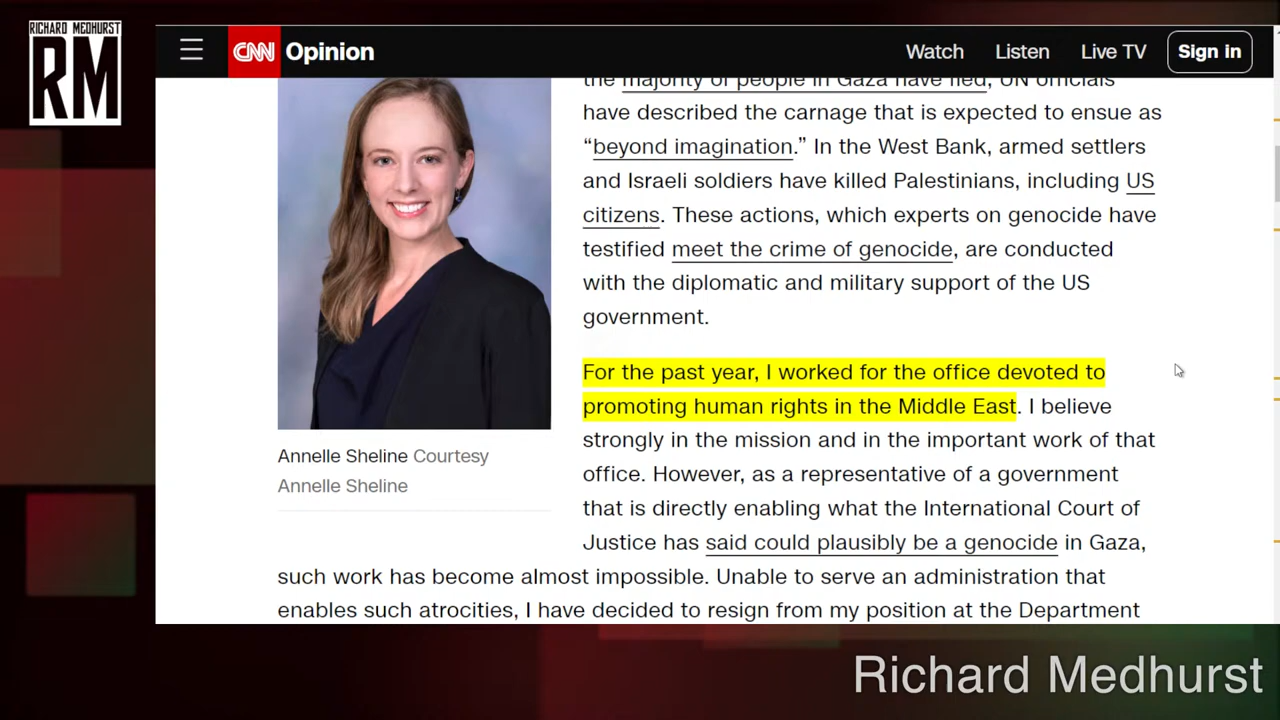 RICHARD MEDHURST
RM
CNN Opinion
Watch Listen Live TV Sign in
the majority of people in Gaza have fled, UN officials
have described the carnage that is expected to ensue as
“beyond imagination.” In the West Bank, armed settlers
and Israeli soldiers have killed Palestinians, including US
citizens. These actions, which experts on genocide have
testified meet the crime of genocide, are conducted
with the diplomatic and military support of the US
government.
For the past year, I worked for the office devoted to
promoting human rights in the Middle East. I believe
strongly in the mission and in the important work of that
office. However, as a representative of a government
that is directly enabling what the International Court of
Justice has said could plausibly be a genocide in Gaza,
such work has become almost impossible. Unable to serve an administration that
enables such atrocities, I have decided to resign from my position at the Department
Annelle Sheline Courtesy
Annelle Sheline
Richard Medhurst